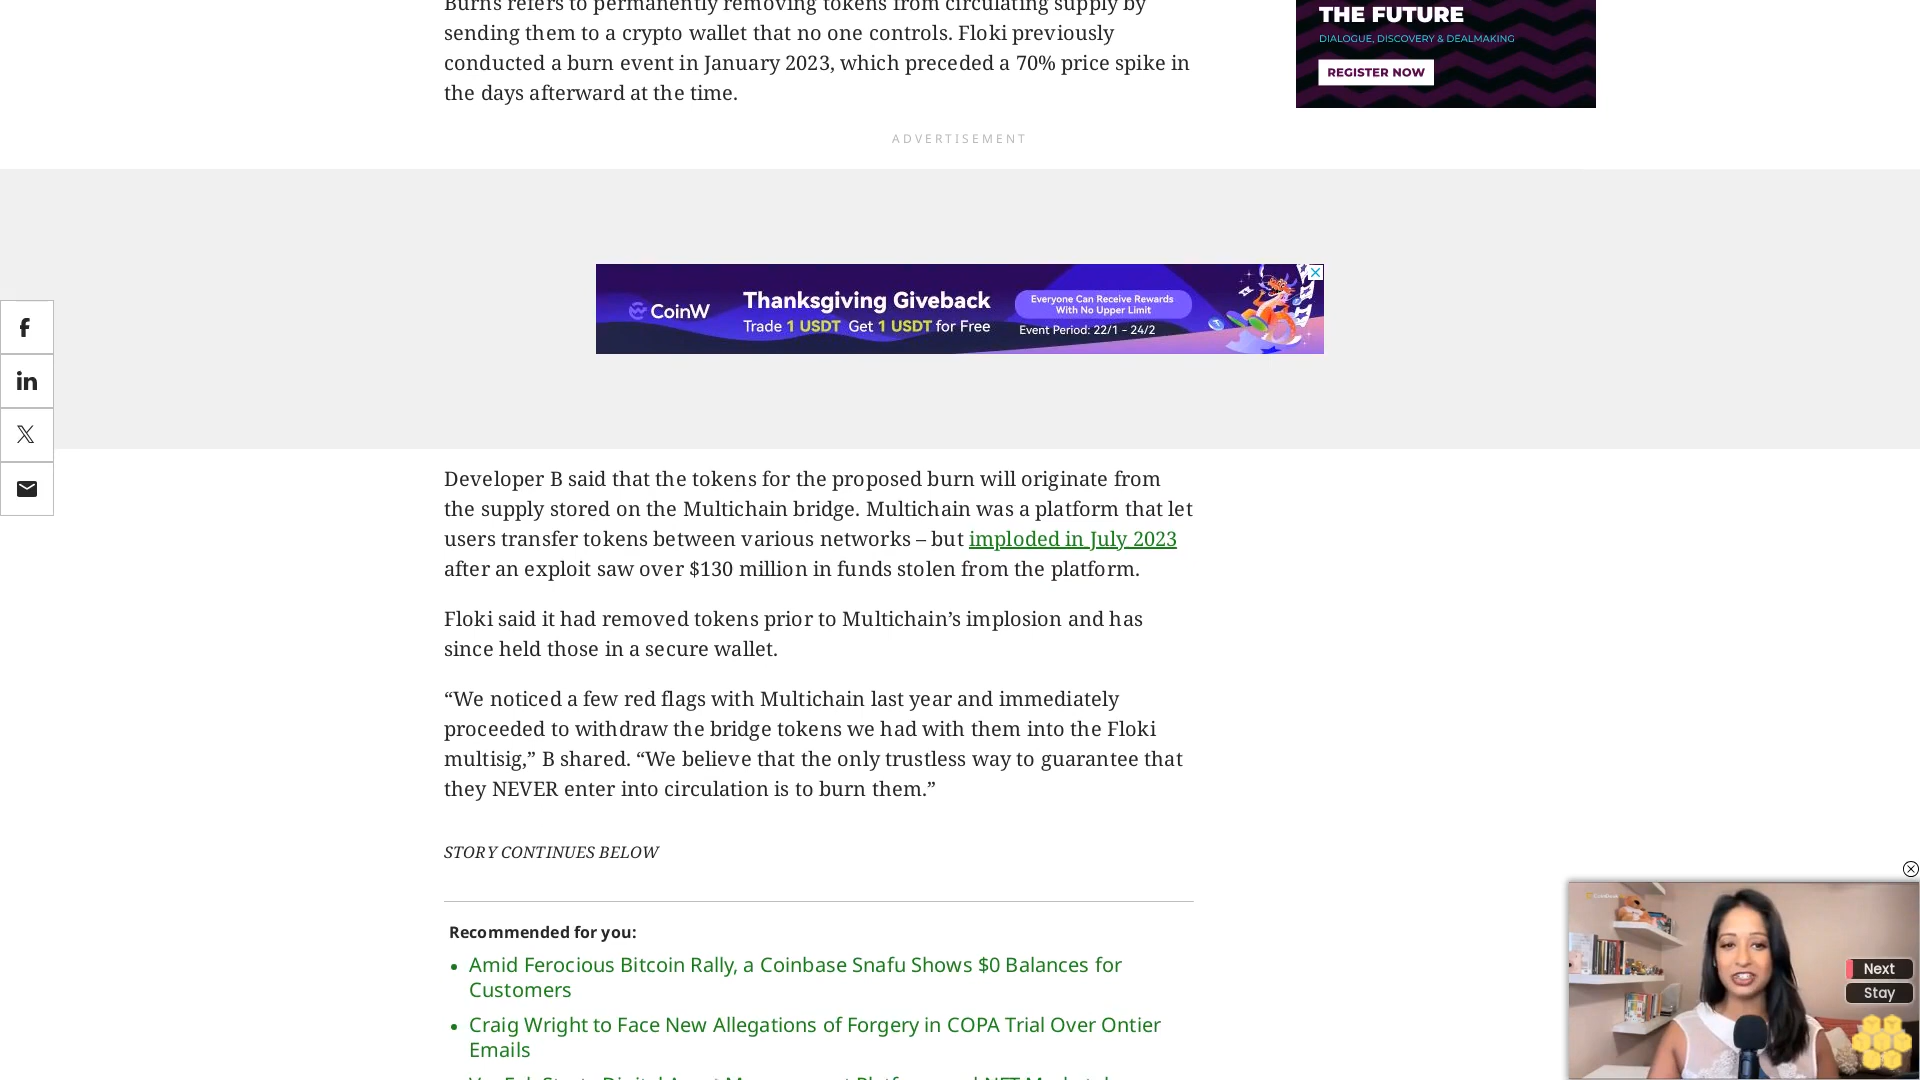 Burns refers to permanently removing tokens from circulating supply by
sending them to a crypto wallet that no one controls. Floki previously
conducted a burn event in January 2023, which preceded a 70% price spike in
the days afterward at the time.
THE FUTURE
DIALOGUE, DISCOVERY & DEALMAKING
REGISTER NOW
ADVERTISEMENT
CoinW
Thanksgiving Giveback
Trade 1 USDT Get 1 USDT for Free
Everyone Can Receive Rewards
With No Upper Limit
Event Period: 22/1 – 24/2
Developer B said that the tokens for the proposed burn will originate from
the supply stored on the Multichain bridge. Multichain was a platform that let
users transfer tokens between various networks – but imploded in July 2023
after an exploit saw over $130 million in funds stolen from the platform.
Floki said it had removed tokens prior to Multichain’s implosion and has
since held those in a secure wallet.
“We noticed a few red flags with Multichain last year and immediately
proceeded to withdraw the bridge tokens we had with them into the Floki
multisig,” B shared. “We believe that the only trustless way to guarantee that
they NEVER enter into circulation is to burn them.”
STORY CONTINUES BELOW
Recommended for you:
• Amid Ferocious Bitcoin Rally, a Coinbase Snafu Shows $0 Balances for
Customers
• Craig Wright to Face New Allegations of Forgery in COPA Trial Over Ontier
Emails
Next
Stay